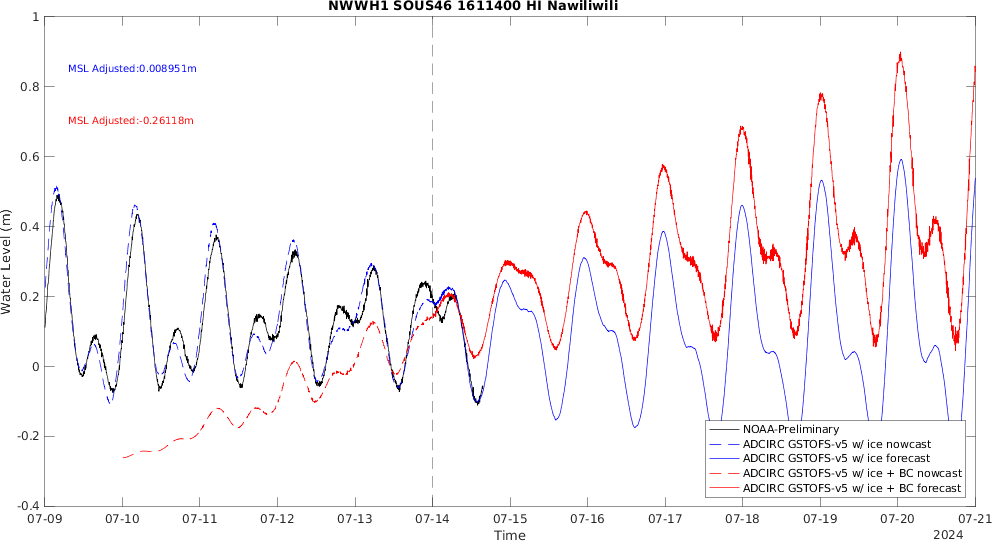 NWWH1 SOUS46 1611400 HI Nawiliwili
1
0.8
0.6
0.4
0.2
0
-0.2
-0.4
Water Level (m)
MSL Adjusted:0.008951m
MSL Adjusted:-0.26118m
NOAA-Preliminary
ADCIRC GSTOFS-v5 w/ ice nowcast
ADCIRC GSTOFS-v5 w/ ice forecast
ADCIRC GSTOFS-v5 w/ ice + BC nowcast
ADCIRC GSTOFS-v5 w/ ice + BC forecast
07-09 07-10 07-11 07-12 07-13 07-14 07-15 07-16 07-17 07-18 07-19 07-20 07-21
Time
2024